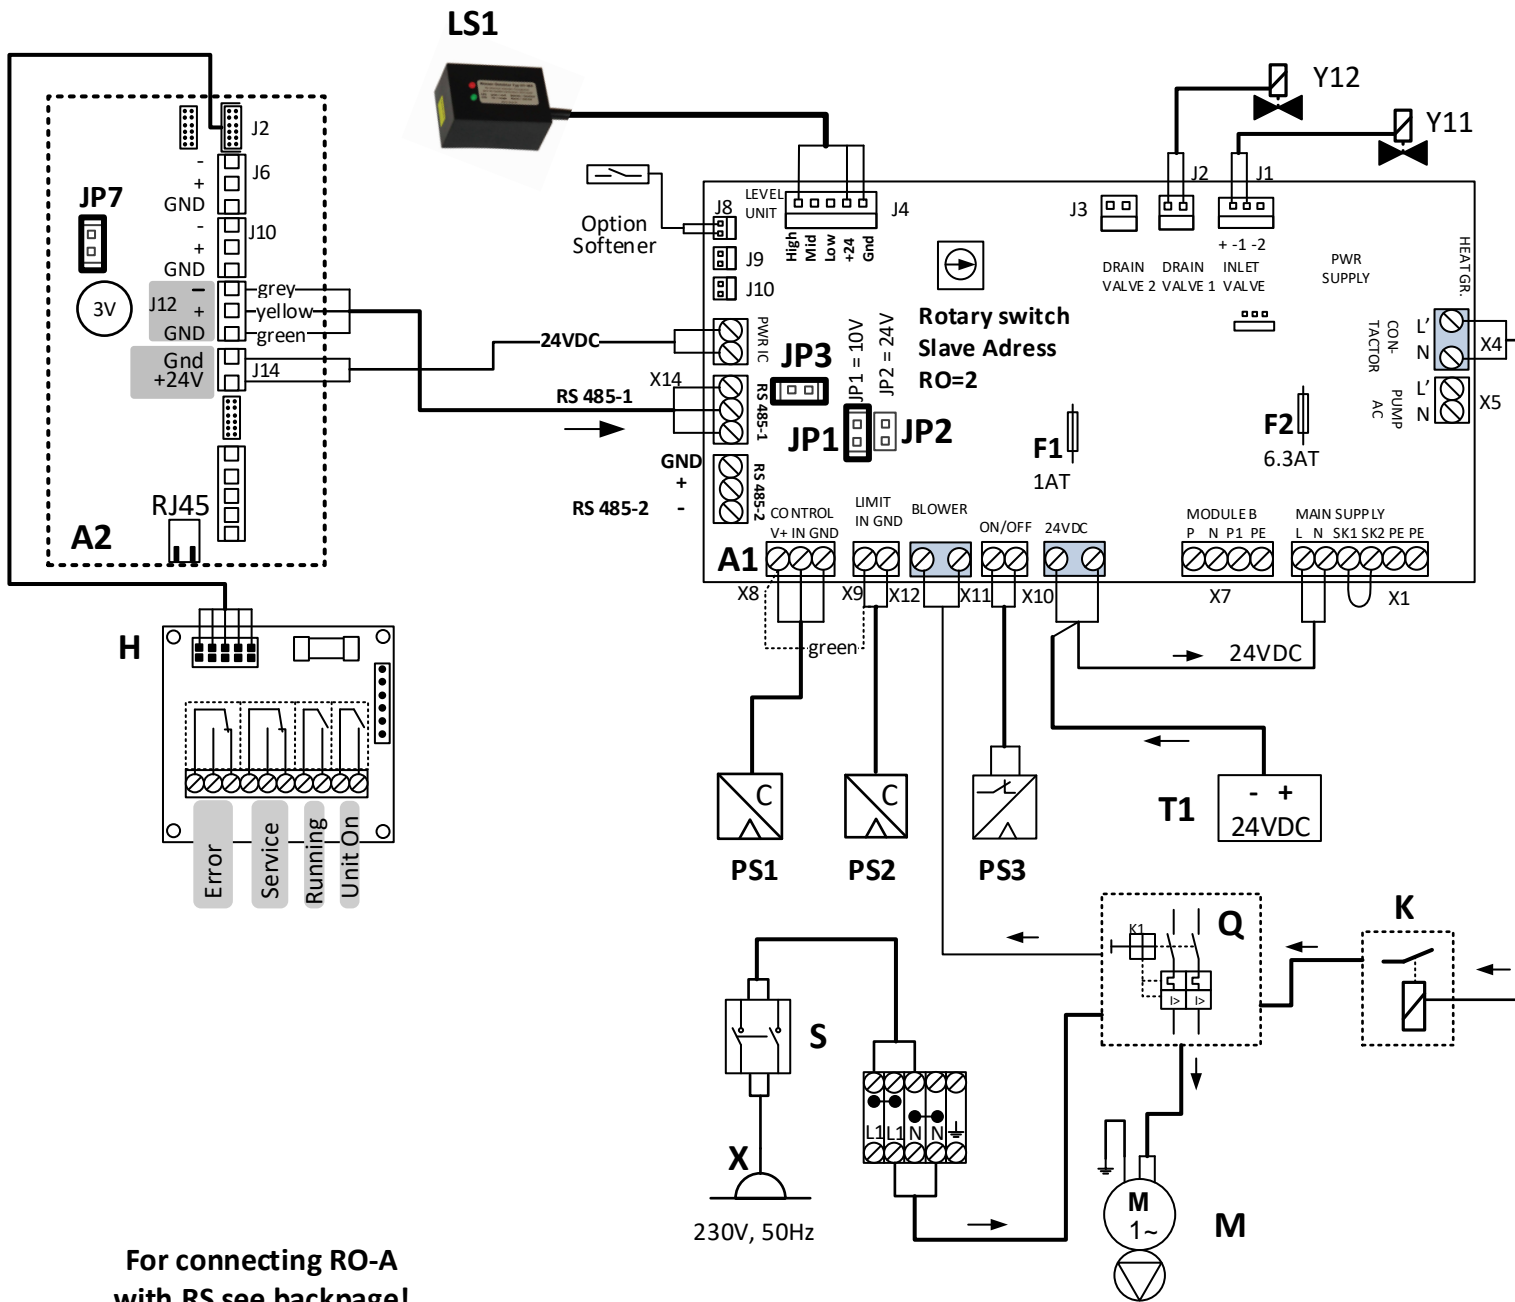 LS1
Y12
Y11
J2
J6
-
+
GND
JP7
J10
-
+
GND
3V
J12
-
+
GND
grey
yellow
green
Gnd
+24V
J14
RJ45
A2
Option
Softener
24VDC
RS 485-1
X14
GND
+
-
RS 485-2
LEVEL
UNIT
J8
J9
J10
J4
High
Mid
Low
+24
Gnd
PWR IC
RS 485-1
RS 485-2
JP3
JP1 = 10V
JP2 = 24V
JP1
JP2
Rotary switch
Slave Adress
RO=2
J3
J2
J1
+ -1 -2
DRAIN
VALVE 2
DRAIN
VALVE 1
INLET
VALVE
PWR
SUPPLY
HEAT GR.
CON-
TACTOR
L'
N
X4
PUMP
AC
L'
N
X5
F1
1AT
F2
6.3AT
A1
CONTROL
V+ IN GND
LIMIT
IN GND
BLOWER
ON/OFF
24VDC
MODULE B
P N P1 PE
MAIN SUPPLY
L N SK1 SK2 PE PE
X8
X9
X12
X11
X10
X7
X1
green
24VDC
H
Error
Service
Running
Unit On
C
PS1
C
PS2
PS3
T1
- +
24VDC
K1
Q
I> I>
K
S
L1 L1 N N
X
230V, 50Hz
M
1~
M
For connecting RO-A
with RS see backpage!